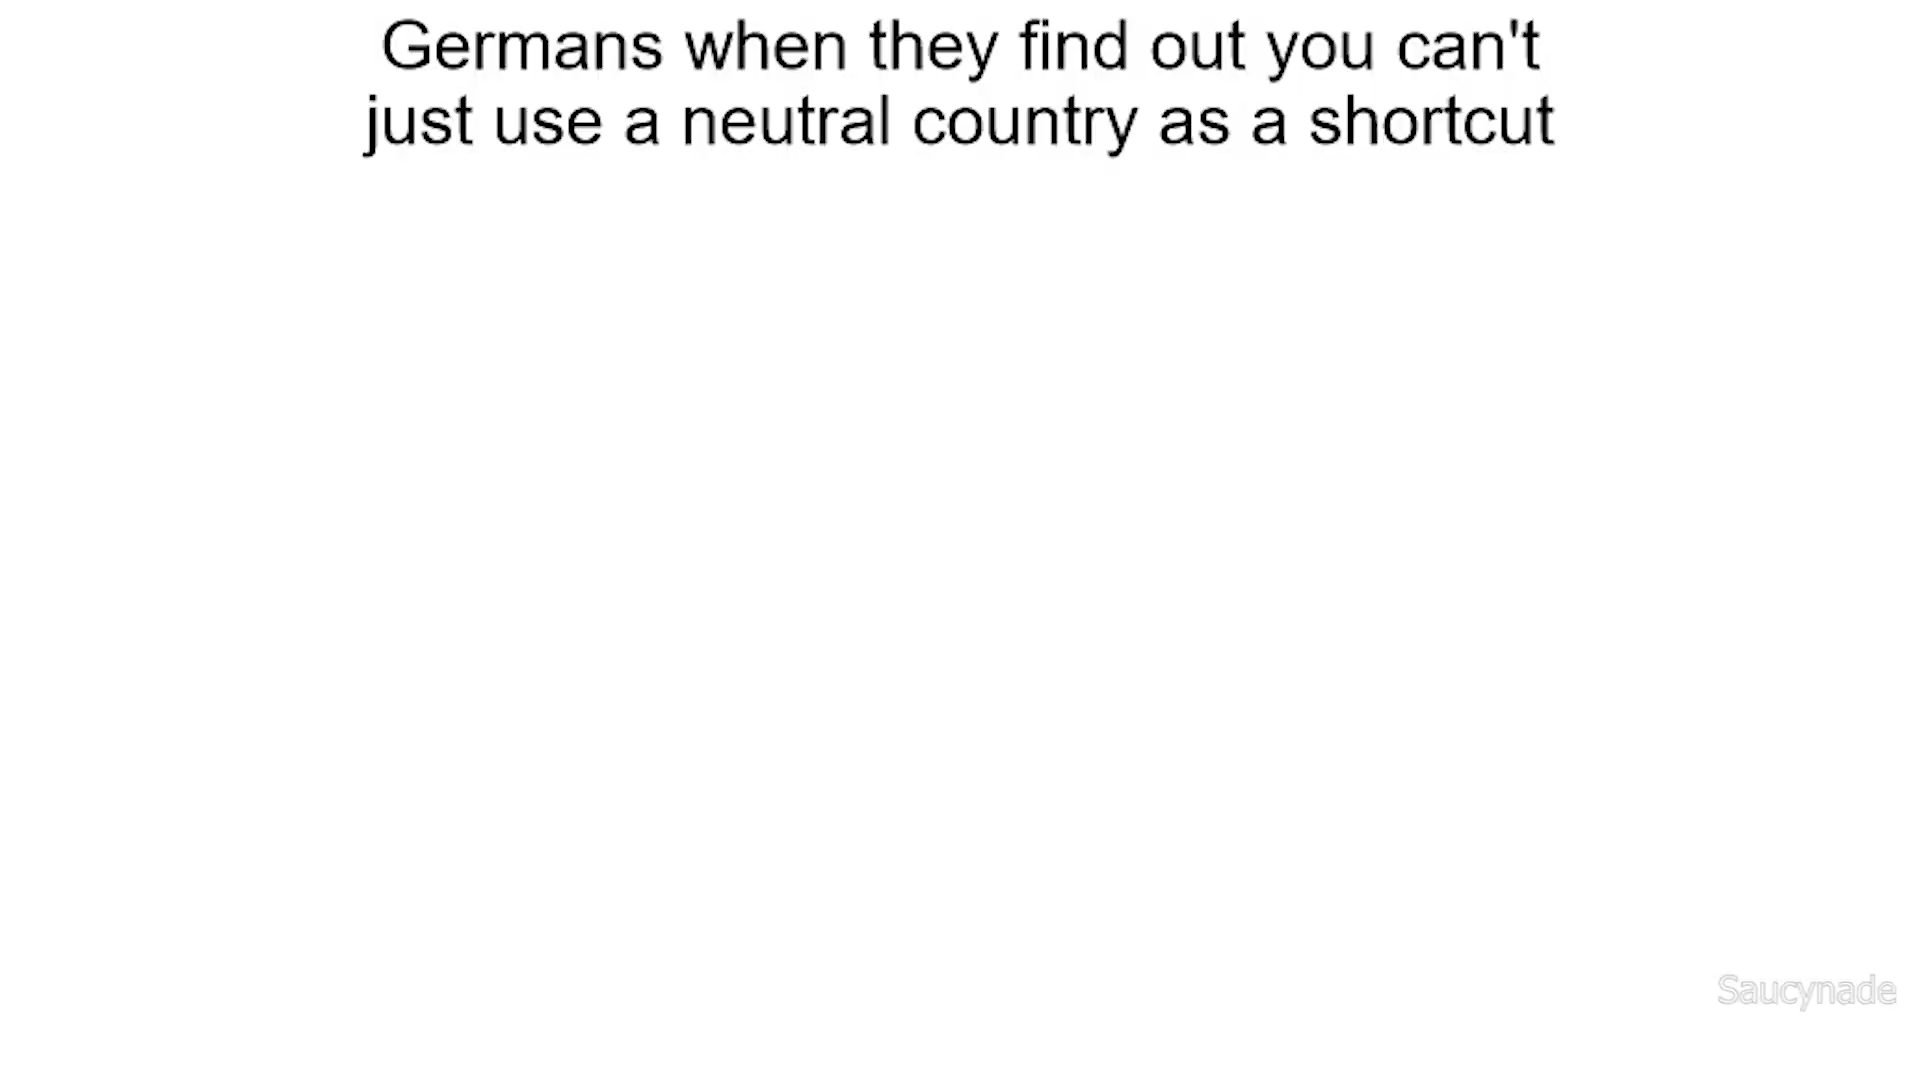 Germans when they find out you can't
just use a neutral country as a shortcut
Saucynade